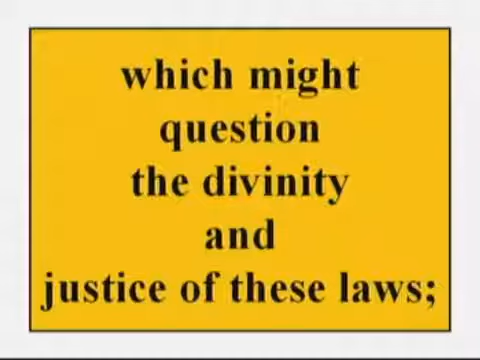 which might
question
the divinity
and
justice of these laws;